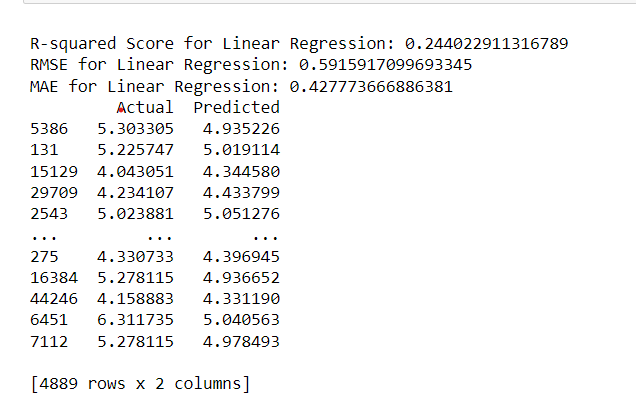 R-squared Score for Linear Regression: 0.244022911316789
RMSE for Linear Regression: 0.5915917099693345
MAE for Linear Regression: 0.427773666886381
Actual Predicted
5386 5.303305 4.935226
131 5.225747 5.019114
15129 4.043051 4.344580
29709 4.234107 4.433799
2543 5.023881 5.051276
... ... ...
275 4.330733 4.396945
16384 5.278115 4.936652
44246 4.158883 4.331190
6451 6.311735 5.040563
7112 5.278115 4.978493
[4889 rows x 2 columns]